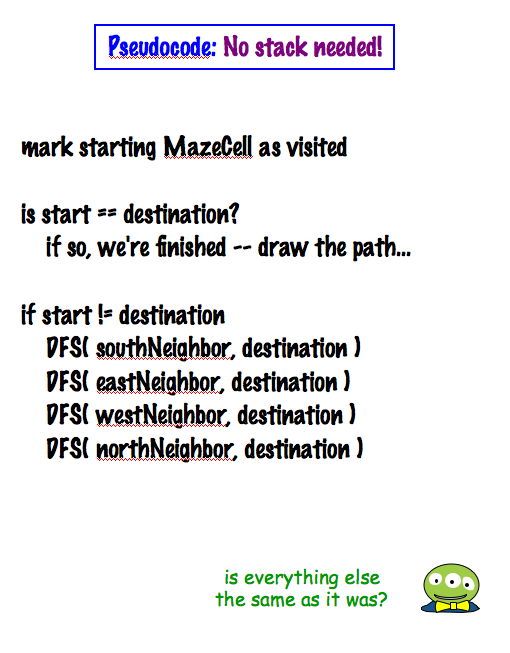 Pseudocode: No stack needed!
mark starting MazeCell as visited
is start == destination?
if so, we're finished -- draw the path...
if start != destination
DFS( southNeighbor, destination )
DFS( eastNeighbor, destination )
DFS( westNeighbor, destination )
DFS( northNeighbor, destination )
is everything else
the same as it was?